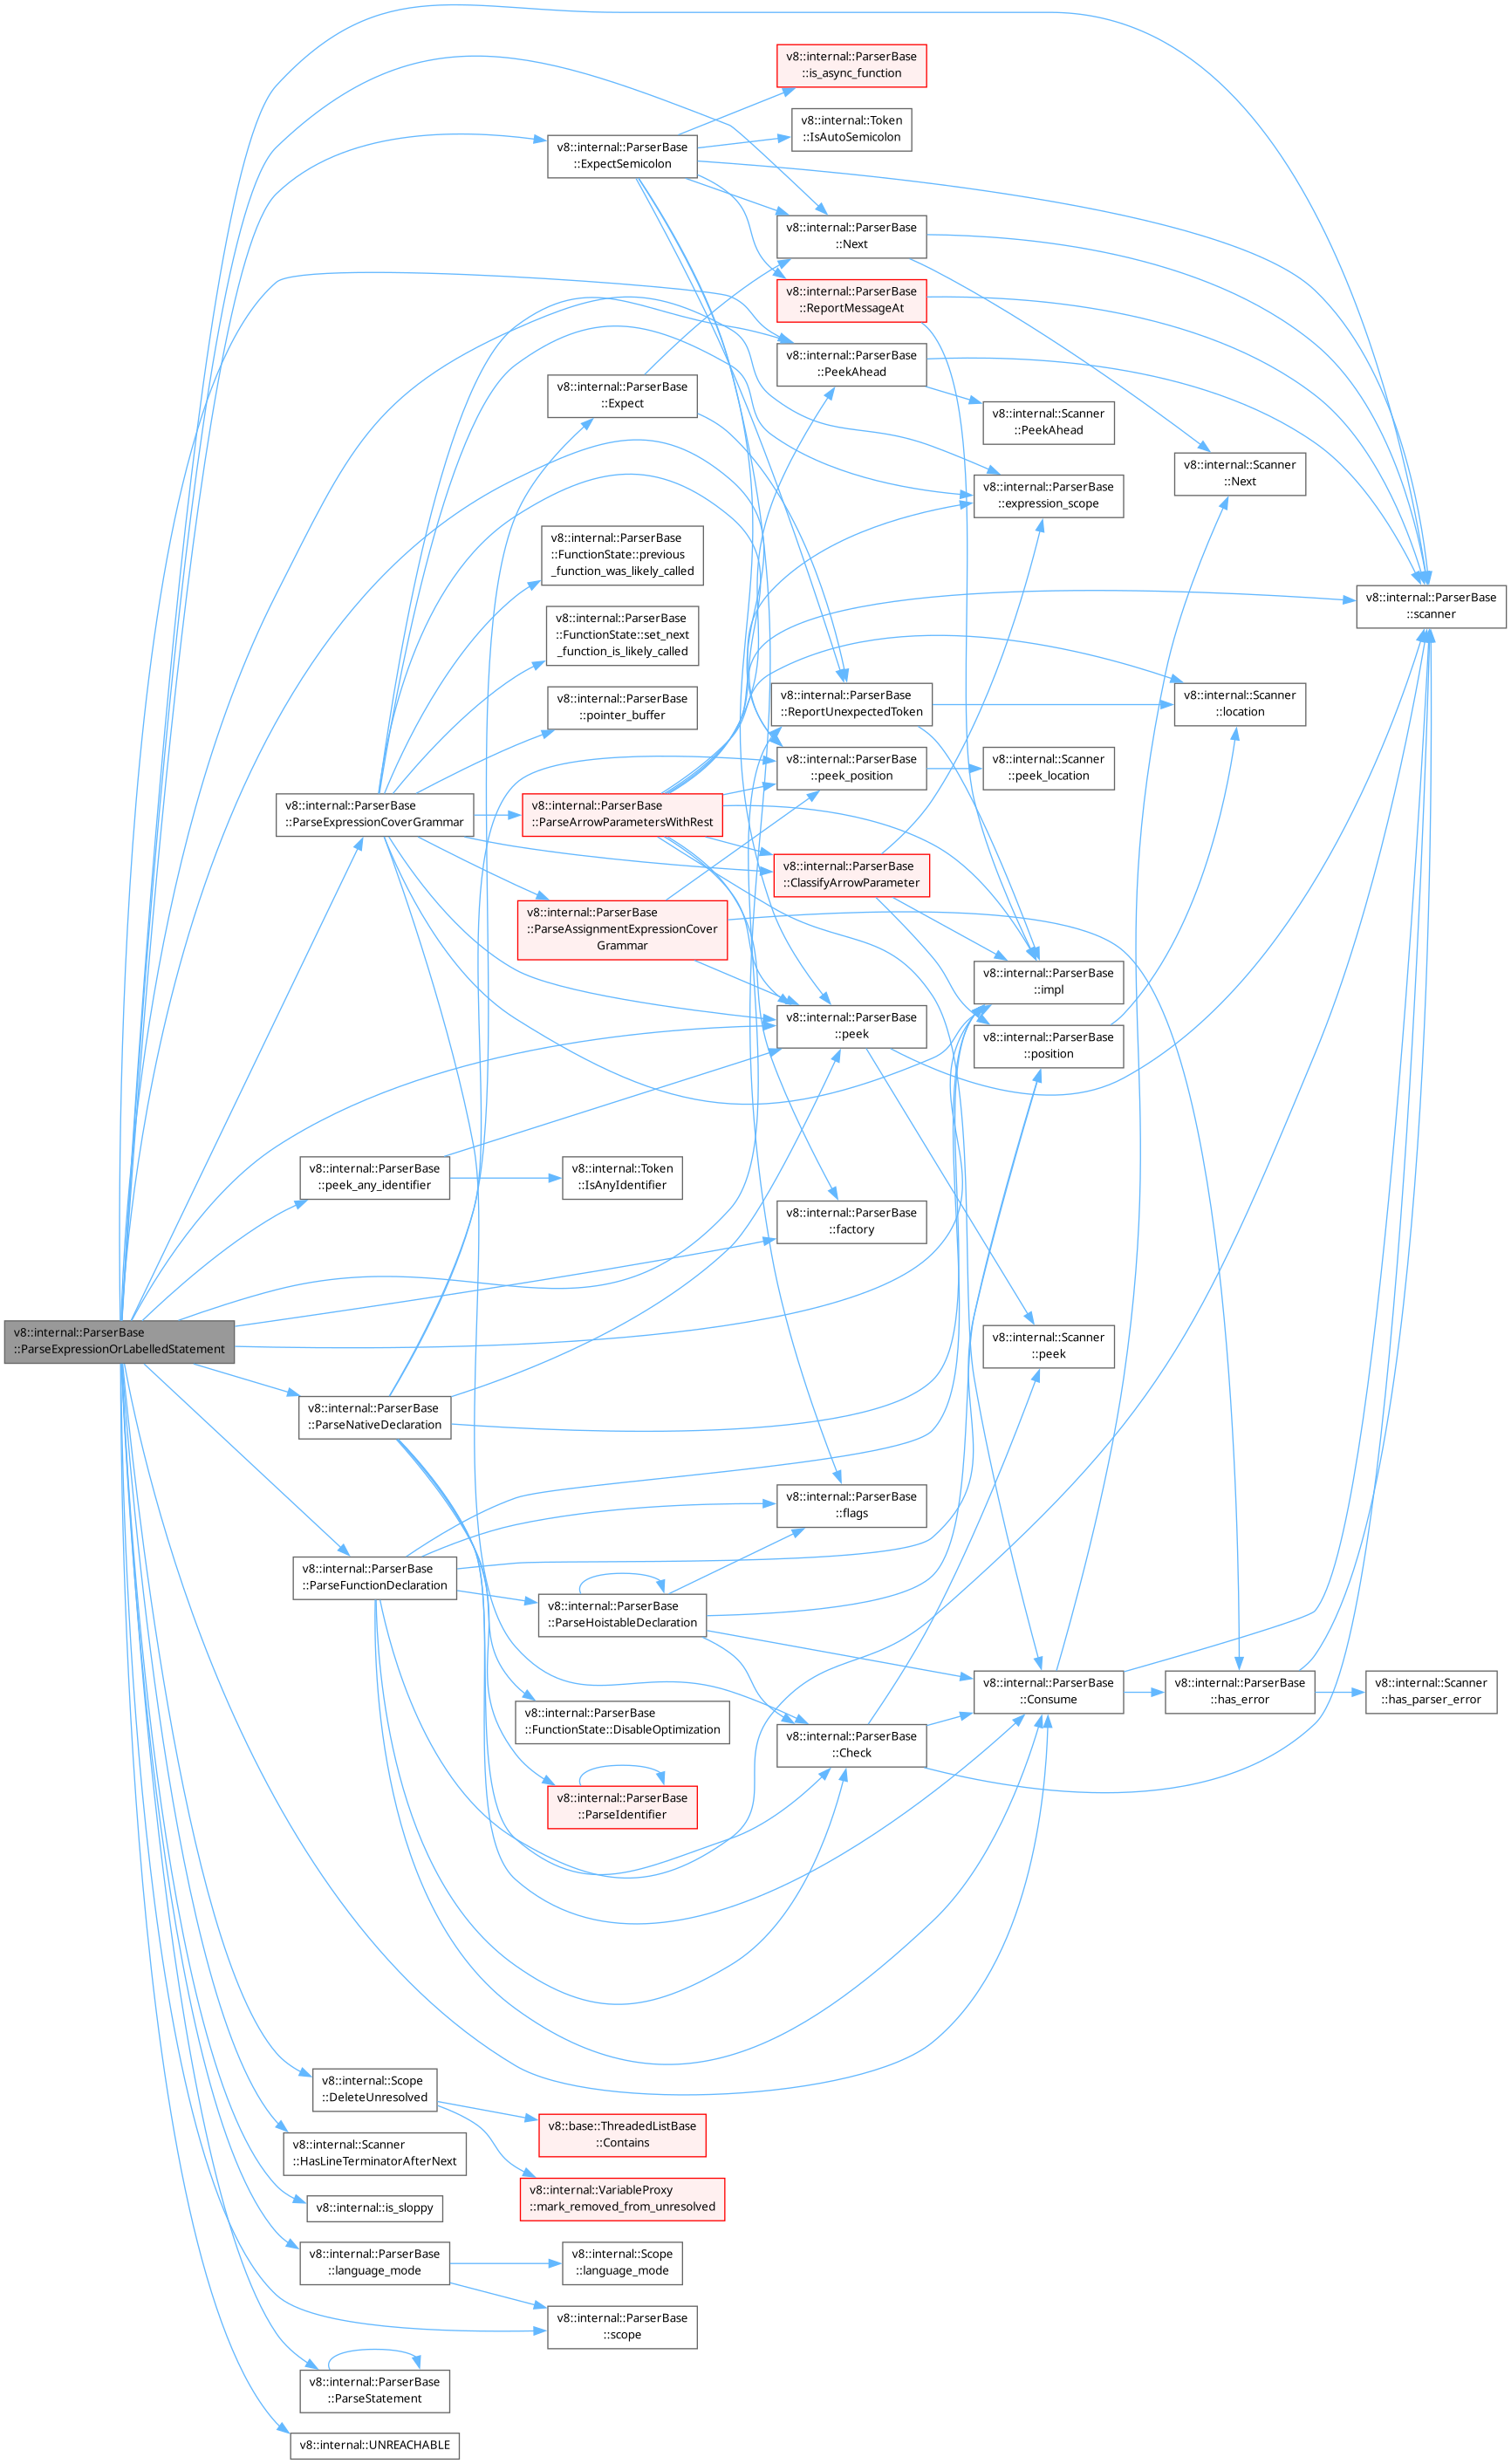 v8::internal::ParserBase
::is_async_function
v8::internal::Token
::IsAutoSemicolon
v8::internal::ParserBase
::ExpectSemicolon
v8::internal::ParserBase
::Next
v8::internal::ParserBase
::ReportMessageAt
v8::internal::ParserBase
::PeekAhead
v8::internal::ParserBase
::Expect
v8::internal::Scanner
::PeekAhead
v8::internal::Scanner
::Next
v8::internal::ParserBase
::expression_scope
v8::internal::ParserBase
::FunctionState::previous
_function_was_likely_called
v8::internal::ParserBase
::scanner
v8::internal::ParserBase
::FunctionState::set_next
_function_is_likely_called
v8::internal::ParserBase
::pointer_buffer
v8::internal::ParserBase
::ReportUnexpectedToken
v8::internal::Scanner
::location
v8::internal::ParserBase
::peek_position
v8::internal::Scanner
::peek_location
v8::internal::ParserBase
::ParseExpressionCoverGrammar
v8::internal::ParserBase
::ParseArrowParametersWithRest
v8::internal::ParserBase
::ClassifyArrowParameter
v8::internal::ParserBase
::ParseAssignmentExpressionCover
Grammar
v8::internal::ParserBase
::impl
v8::internal::ParserBase
::peek
v8::internal::ParserBase
::position
v8::internal::ParserBase
::peek_any_identifier
v8::internal::Token
::IsAnyIdentifier
v8::internal::ParserBase
::factory
v8::internal::ParserBase
::ParseExpressionOrLabelledStatement
v8::internal::Scanner
::peek
v8::internal::ParserBase
::ParseNativeDeclaration
v8::internal::ParserBase
::flags
v8::internal::ParserBase
::ParseFunctionDeclaration
v8::internal::ParserBase
::ParseHoistableDeclaration
v8::internal::ParserBase
::Consume
v8::internal::ParserBase
::has_error
v8::internal::Scanner
::has_parser_error
v8::internal::ParserBase
::FunctionState::DisableOptimization
v8::internal::ParserBase
::Check
v8::internal::ParserBase
::ParseIdentifier
v8::internal::Scope
::DeleteUnresolved
v8::base::ThreadedListBase
::Contains
v8::internal::Scanner
::HasLineTerminatorAfterNext
v8::internal::VariableProxy
::mark_removed_from_unresolved
v8::internal::is_sloppy
v8::internal::ParserBase
::language_mode
v8::internal::Scope
::language_mode
v8::internal::ParserBase
::scope
v8::internal::ParserBase
::ParseStatement
v8::internal::UNREACHABLE